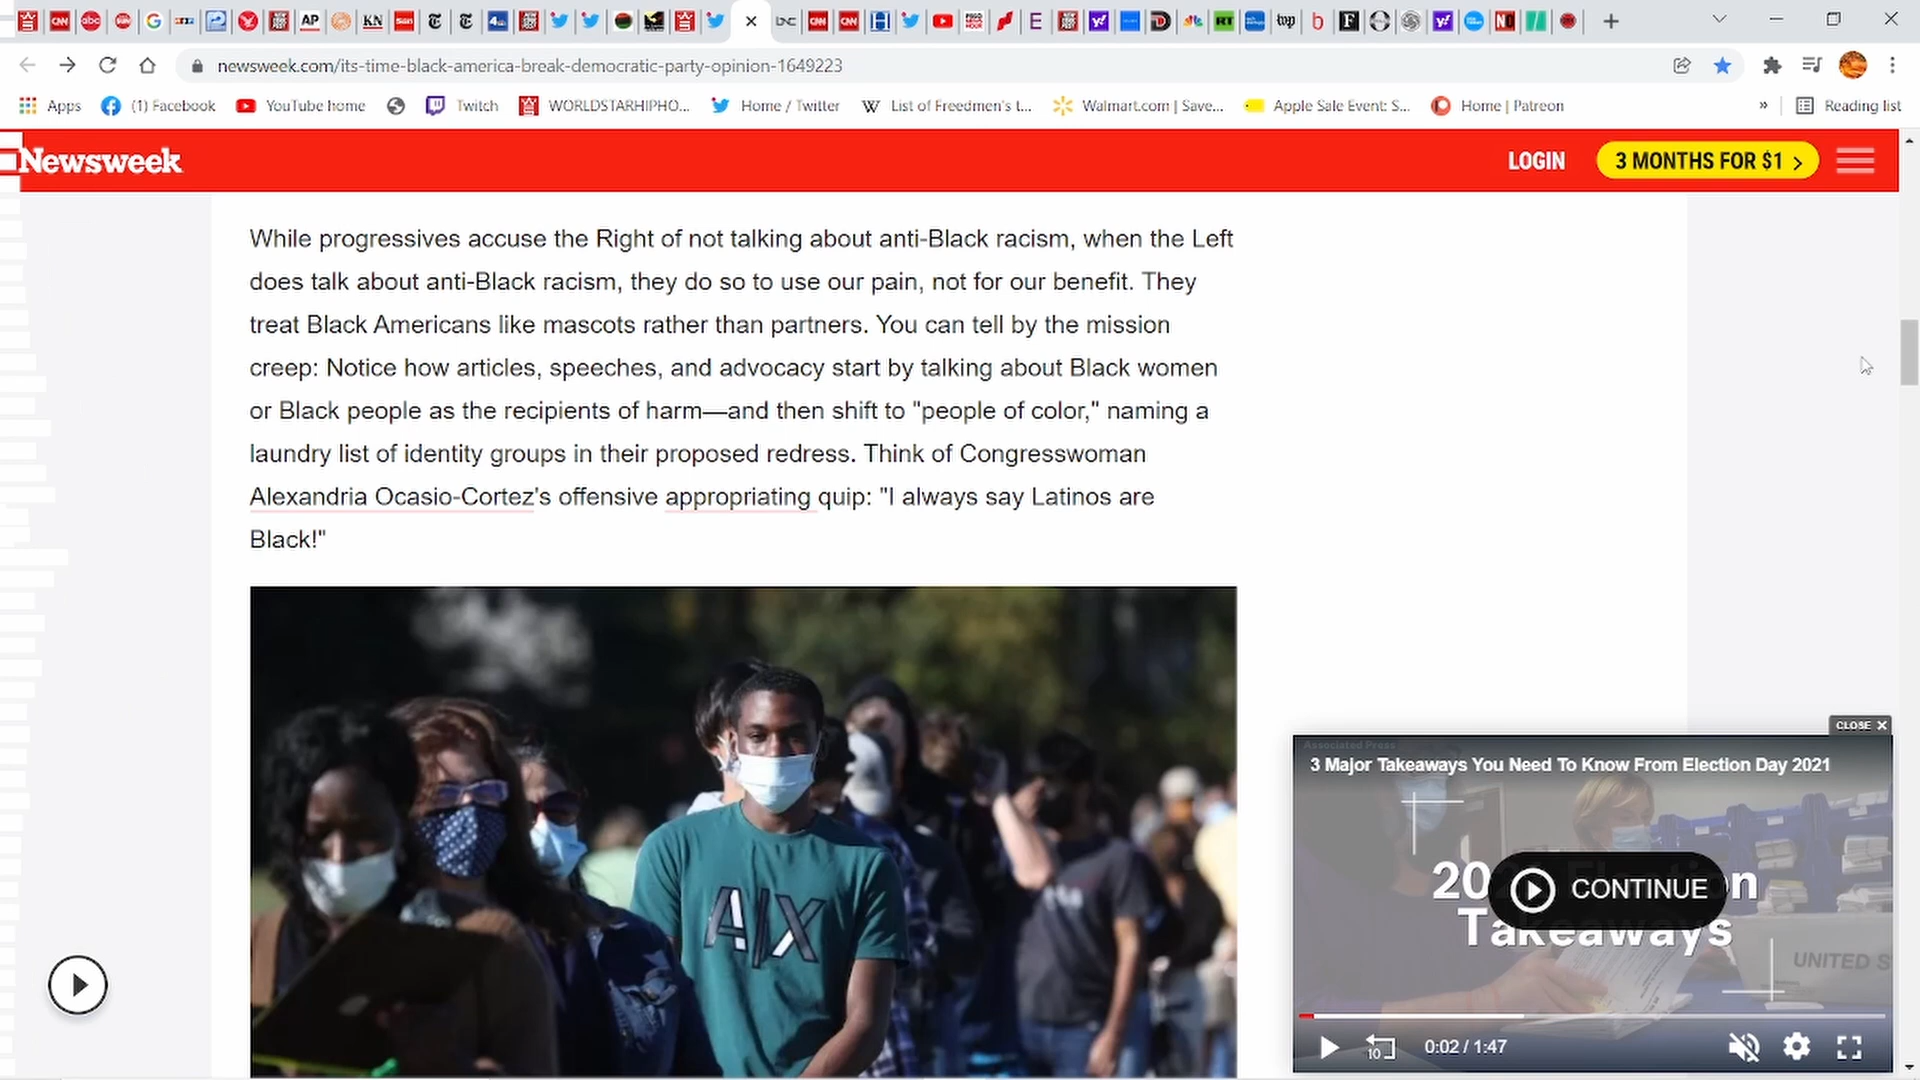 newsweek.com/its-time-black-america-break-democratic-party-opinion-1649223
Apps
(1) Facebook
YouTube home
Twitch
WORLDSTARHIPHO...
Home / Twitter
List of Freedmen's t...
Walmart.com | Save...
Apple Sale Event: S...
Home | Patreon
»
Reading list
Newsweek
LOGIN
3 MONTHS FOR $1 >
While progressives accuse the Right of not talking about anti-Black racism, when the Left
does talk about anti-Black racism, they do so to use our pain, not for our benefit. They
treat Black Americans like mascots rather than partners. You can tell by the mission
creep: Notice how articles, speeches, and advocacy start by talking about Black women
or Black people as the recipients of harm—and then shift to "people of color," naming a
laundry list of identity groups in their proposed redress. Think of Congresswoman
Alexandria Ocasio-Cortez's offensive appropriating quip: "I always say Latinos are
Black!"
A|X
CLOSE X
Associated Press
3 Major Takeaways You Need To Know From Election Day 2021
CONTINUE
Takeaways
UNITED S
10
0:02 / 1:47